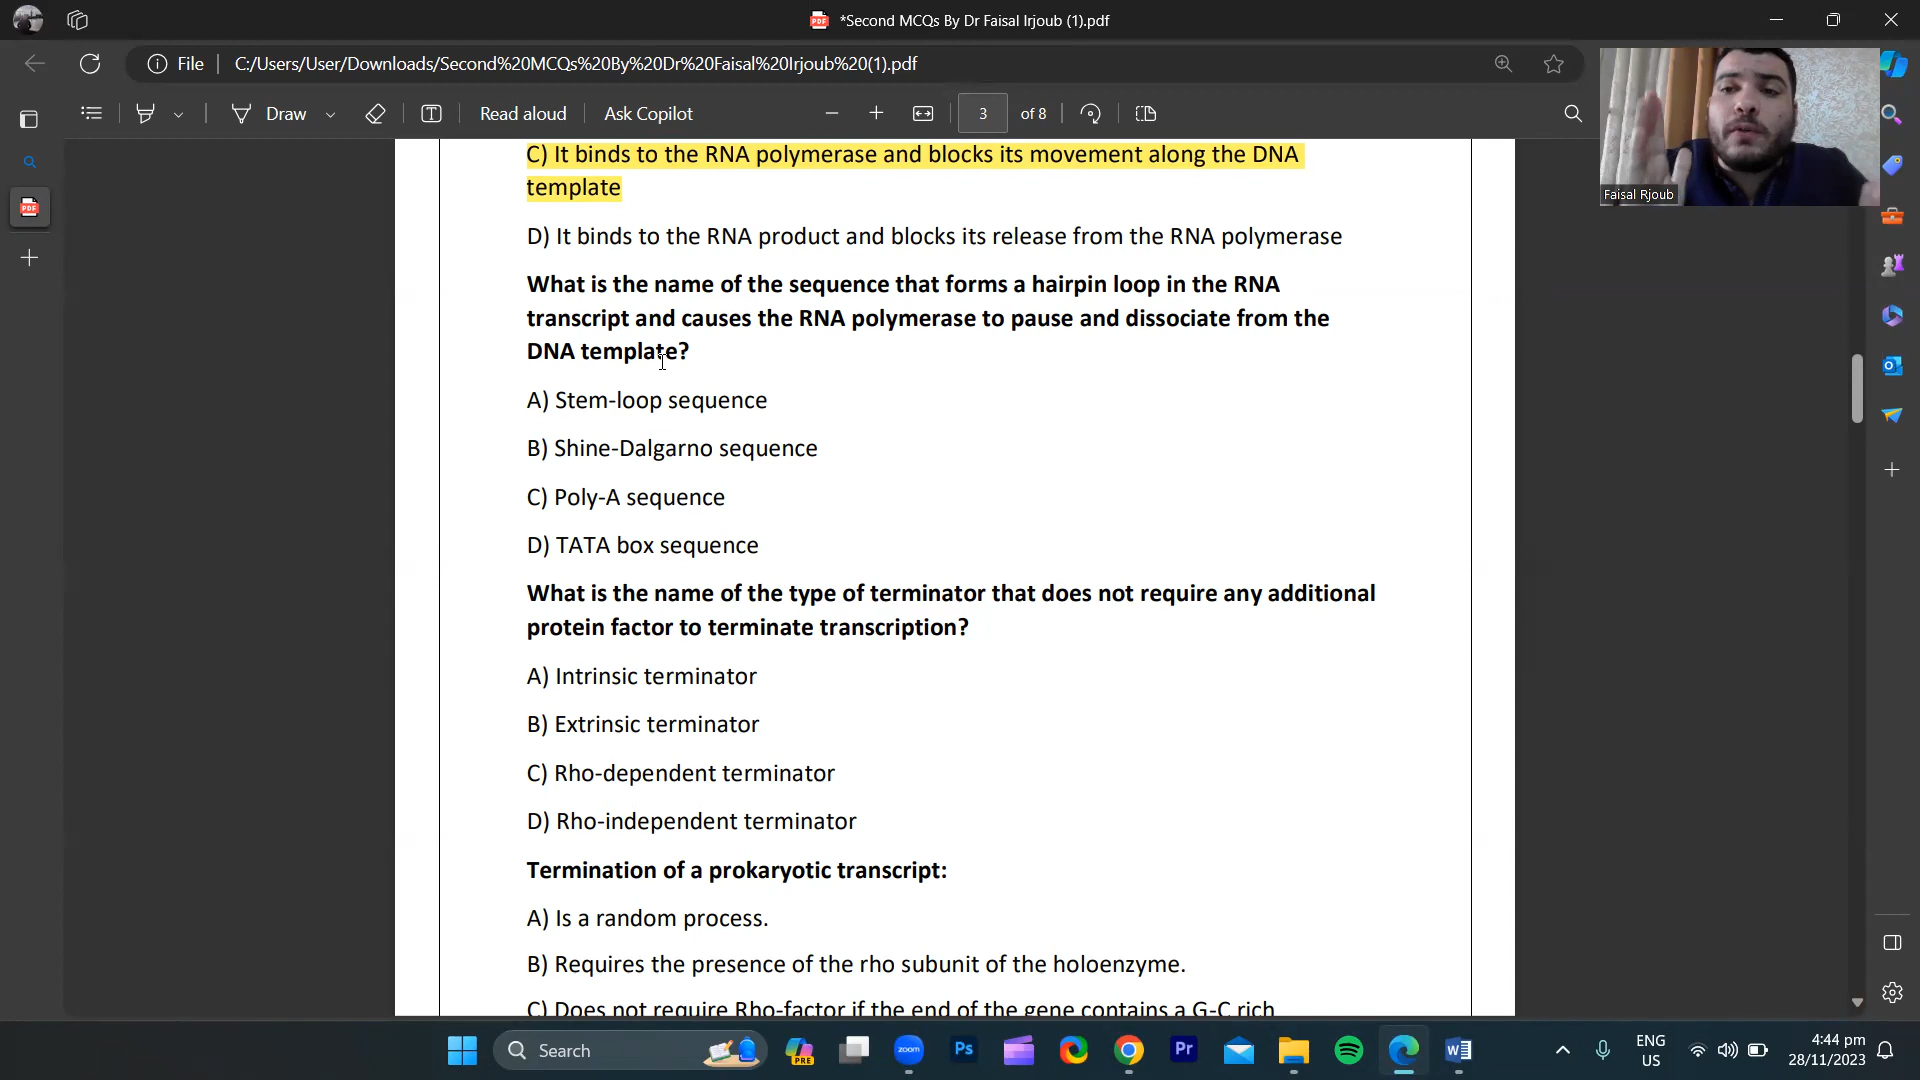 *Second MCQs By Dr Faisal Irjoub (1).pdf
File
C:/Users/User/Downloads/Second%20MCQs%20By%20Dr%20Faisal%20Irjoub%20(1).pdf
Draw
Read aloud
Ask Copilot
3
of 8
Faisal Rjoub
C) It binds to the RNA polymerase and blocks its movement along the DNA
template
D) It binds to the RNA product and blocks its release from the RNA polymerase
What is the name of the sequence that forms a hairpin loop in the RNA
transcript and causes the RNA polymerase to pause and dissociate from the
DNA template?
A) Stem-loop sequence
B) Shine-Dalgarno sequence
C) Poly-A sequence
D) TATA box sequence
What is the name of the type of terminator that does not require any additional
protein factor to terminate transcription?
A) Intrinsic terminator
B) Extrinsic terminator
C) Rho-dependent terminator
D) Rho-independent terminator
Termination of a prokaryotic transcript:
A) Is a random process.
B) Requires the presence of the rho subunit of the holoenzyme.
C) Does not require Rho-factor if the end of the gene contains a G-C rich
Search
PRE
zoom
Ps
Pr
ENG
US
4:44 pm
28/11/2023